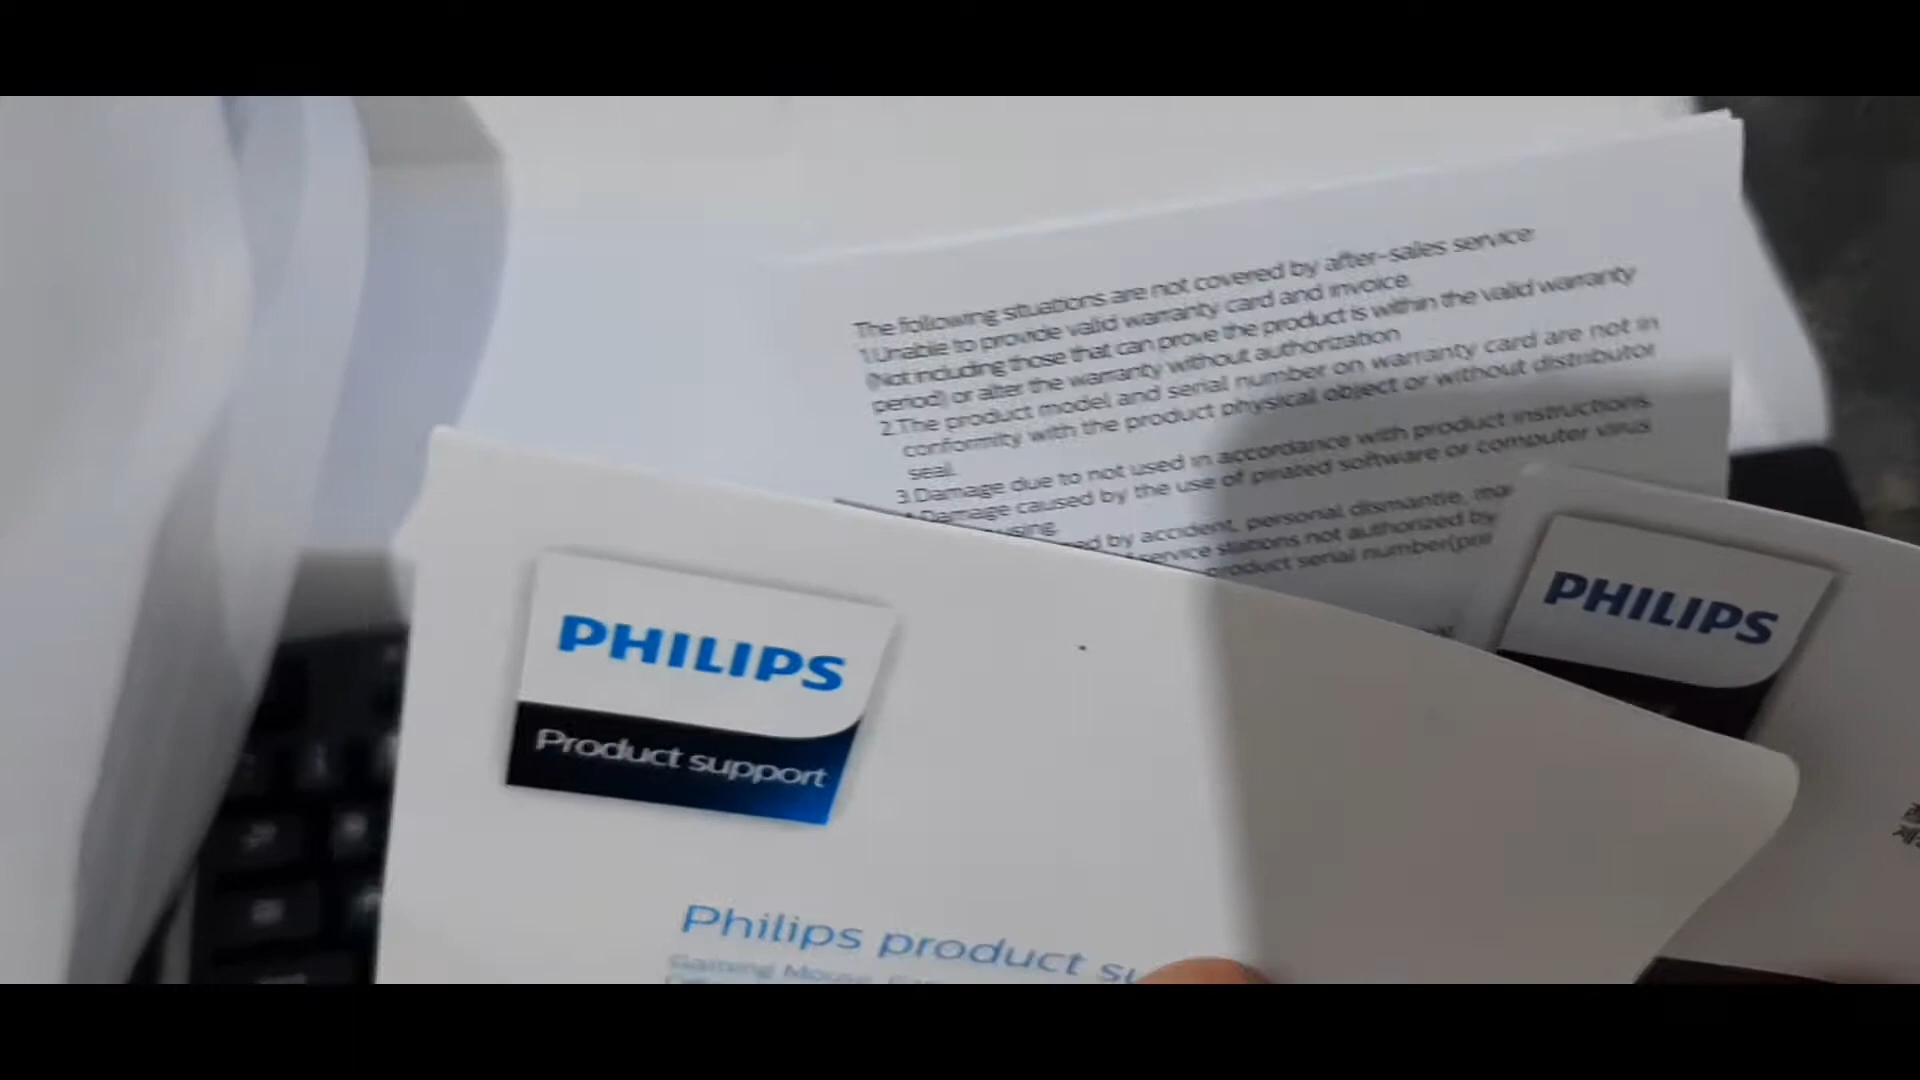 The following situations are not covered by after-sales service:
1.Unable to provide valid warranty card and invoice.
(Not including those that can prove the product is within the valid warranty
period) or alter the warranty without authorization
2.The product model and serial number on warranty card are not in
conformity with the product physical object or without distributor
seal.
3.Damage due to not used in accordance with product instructions.
Damage caused by the use of pirated software or computer virus
by accident, personal dismantle,
service stations not authorized by
product serial number
PHILIPS
Product support
PHILIPS
Philips product
Gaming Mouse